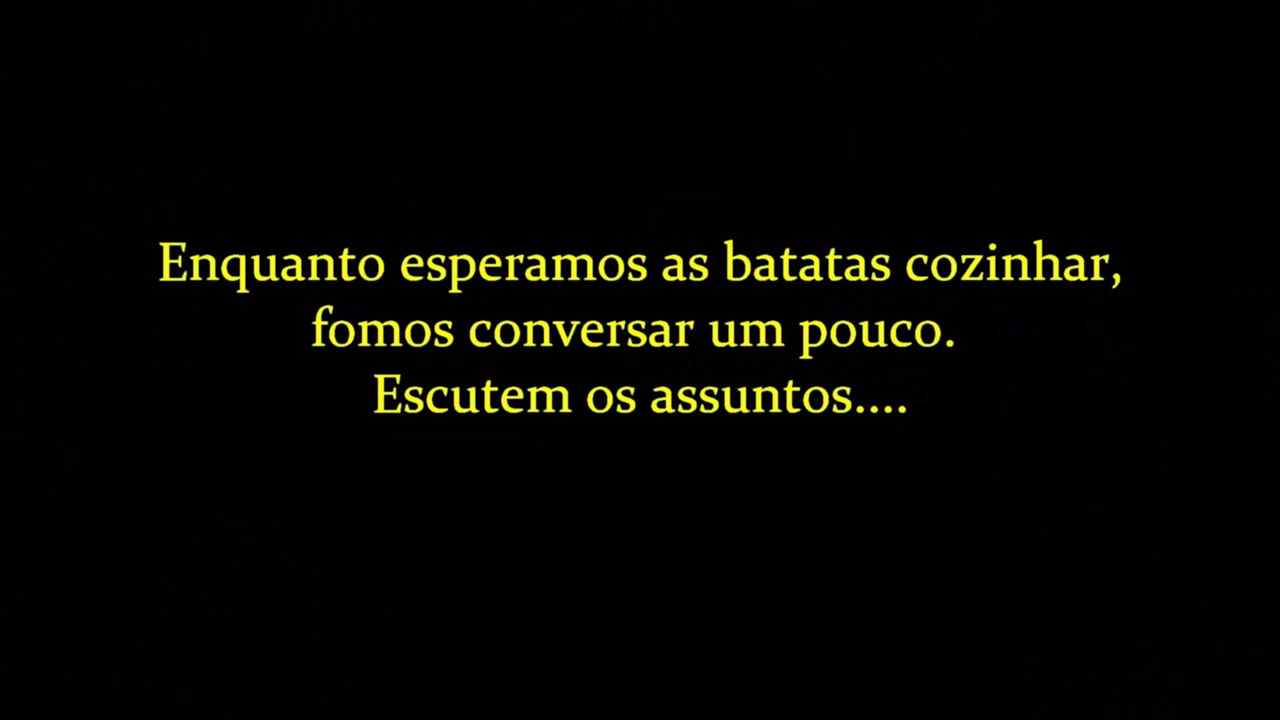 Enquanto esperamos as batatas cozinhar,
fomos conversar um pouco.
Escutem os assuntos....